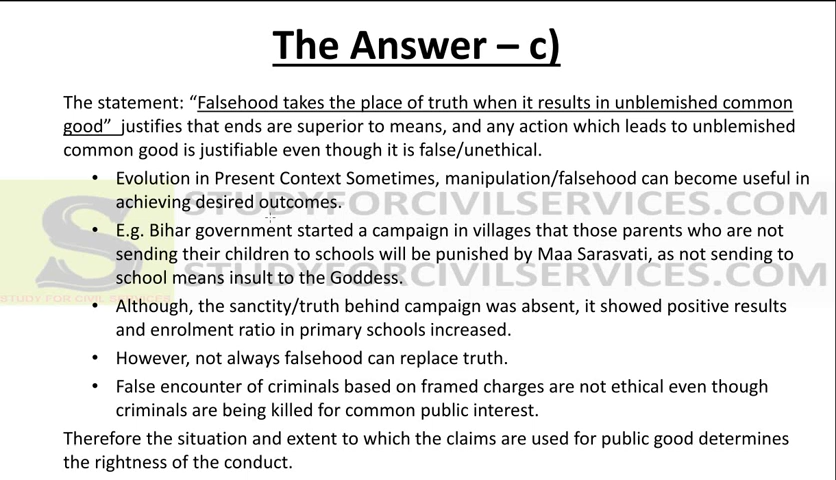 The Answer – c)
The statement: “Falsehood takes the place of truth when it results in unblemished common
good” justifies that ends are superior to means, and any action which leads to unblemished
common good is justifiable even though it is false/unethical.
• Evolution in Present Context Sometimes, manipulation/falsehood can become useful in
achieving desired outcomes.
STUDYFORCIVILSERVICES.COM
• E.g. Bihar government started a campaign in villages that those parents who are not
sending their children to schools will be punished by Maa Sarasvati, as not sending to
school means insult to the Goddess.
STUDYFORCIVILSERVICES.COM
S
STUDY FOR CIVIL SERVICES
• Although, the sanctity/truth behind campaign was absent, it showed positive results
and enrolment ratio in primary schools increased.
• However, not always falsehood can replace truth.
• False encounter of criminals based on framed charges are not ethical even though
criminals are being killed for common public interest.
Therefore the situation and extent to which the claims are used for public good determines
the rightness of the conduct.